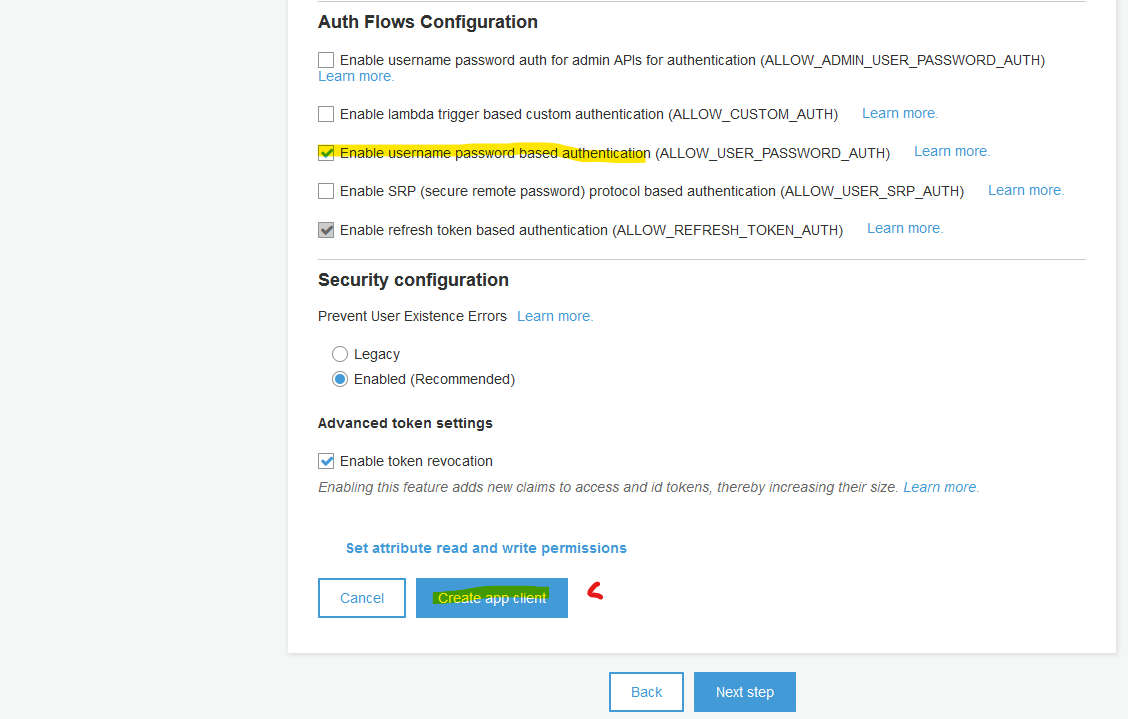 Auth Flows Configuration
Enable username password auth for admin APIs for authentication (ALLOW_ADMIN_USER_PASSWORD_AUTH)
Learn more.
Enable lambda trigger based custom authentication (ALLOW_CUSTOM_AUTH) Learn more.
Enable username password based authentication (ALLOW_USER_PASSWORD_AUTH) Learn more.
Enable SRP (secure remote password) protocol based authentication (ALLOW_USER_SRP_AUTH) Learn more.
Enable refresh token based authentication (ALLOW_REFRESH_TOKEN_AUTH) Learn more.
Security configuration
Prevent User Existence Errors Learn more.
Legacy
Enabled (Recommended)
Advanced token settings
Enable token revocation
Enabling this feature adds new claims to access and id tokens, thereby increasing their size. Learn more.
Set attribute read and write permissions
Cancel Create app client
Back Next step